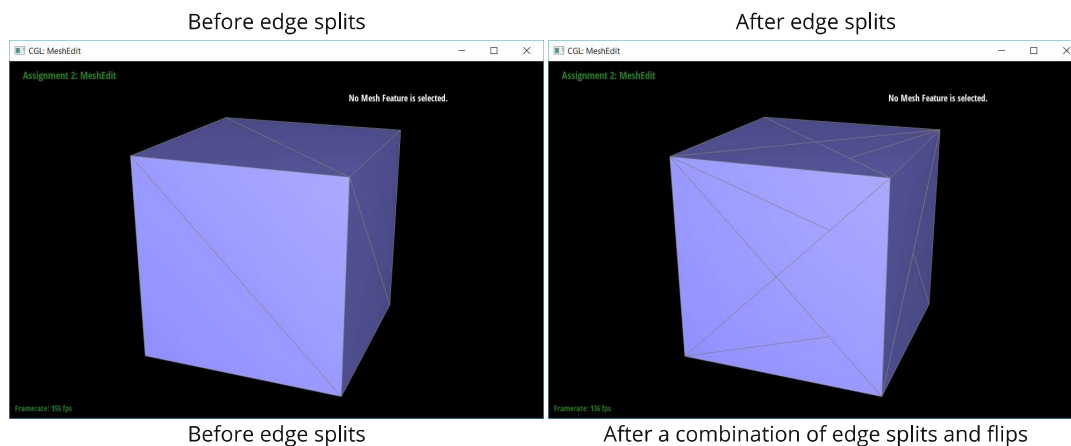 Before edge splits
After edge splits
CGL: MeshEdit
CGL: MeshEdit
Assignment 2: MeshEdit
Assignment 2: MeshEdit
No Mesh Feature is selected.
No Mesh Feature is selected.
Framerate: 155 fps
Framerate: 136 fps
Before edge splits
After a combination of edge splits and flips